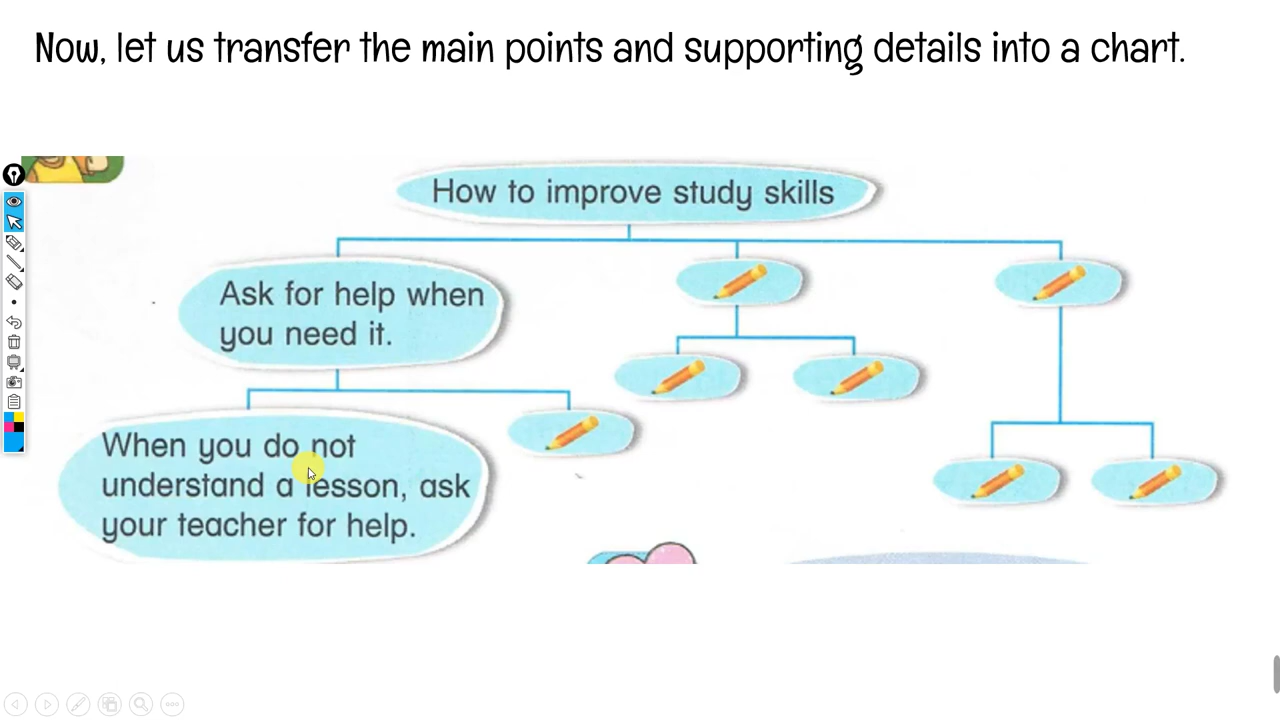 Now, let us transfer the main points and supporting details into a chart.
How to improve study skills
Ask for help when
you need it.
When you do not
understand a lesson, ask
your teacher for help.